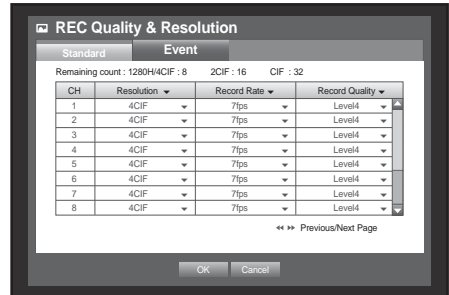 REC Quality & Resolution
Standard Event
Remaining count : 1280H/4CIF : 8 2CIF : 16 CIF : 32
CH Resolution Record Rate Record Quality
1 4CIF 7fps Level4
2 4CIF 7fps Level4
3 4CIF 7fps Level4
4 4CIF 7fps Level4
5 4CIF 7fps Level4
6 4CIF 7fps Level4
7 4CIF 7fps Level4
8 4CIF 7fps Level4
Previous/Next Page
OK Cancel